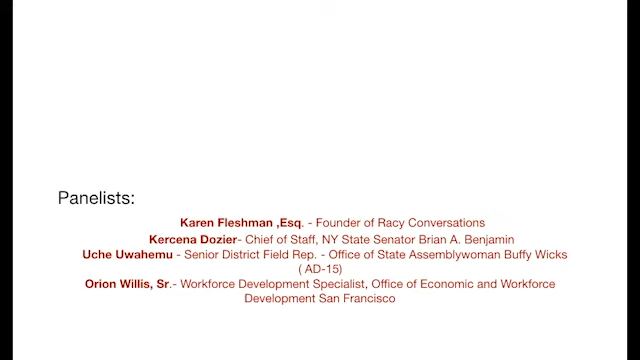 Panelists:
Karen Fleshman ,Esq. - Founder of Racy Conversations
Kercena Dozier- Chief of Staff, NY State Senator Brian A. Benjamin
Uche Uwahemu - Senior District Field Rep. - Office of State Assemblywoman Buffy Wicks
( AD-15)
Orion Willis, Sr.- Workforce Development Specialist, Office of Economic and Workforce
Development San Francisco